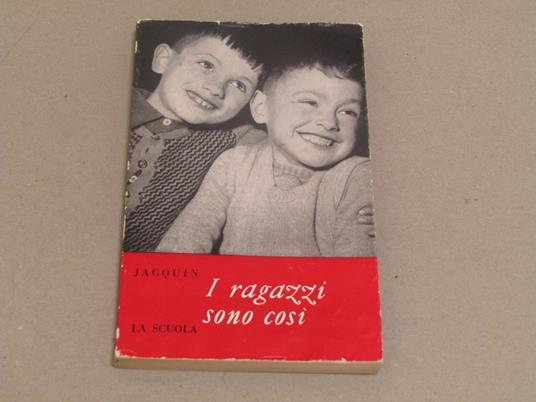 JACQUIN
I ragazzi
sono così
LA SCUOLA